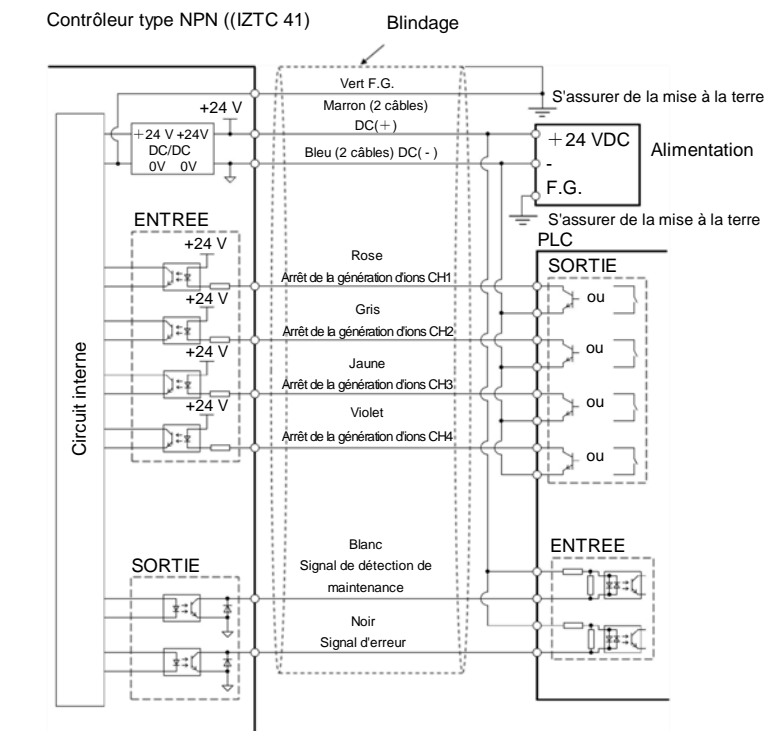 Contrôleur type NPN ((IZTC 41)
Blindage
Vert F.G.
S'assurer de la mise à la terre
+24 V
Marron (2 câbles)
DC(+)
+24 V +24V
DC/DC
0V 0V
Bleu (2 câbles) DC( - )
+24 VDC
-
F.G.
Alimentation
S'assurer de la mise à la terre
ENTREE
PLC
SORTIE
+24 V
Rose
Arrêt de la génération d'ions CH1
ou
+24 V
Gris
Arrêt de la génération d'ions CH2
ou
+24 V
Jaune
Arrêt de la génération d'ions CH3
ou
+24 V
Violet
Arrêt de la génération d'ions CH4
ou
Circuit interne
SORTIE
Blanc
Signal de détection de
maintenance
ENTREE
Noir
Signal d'erreur